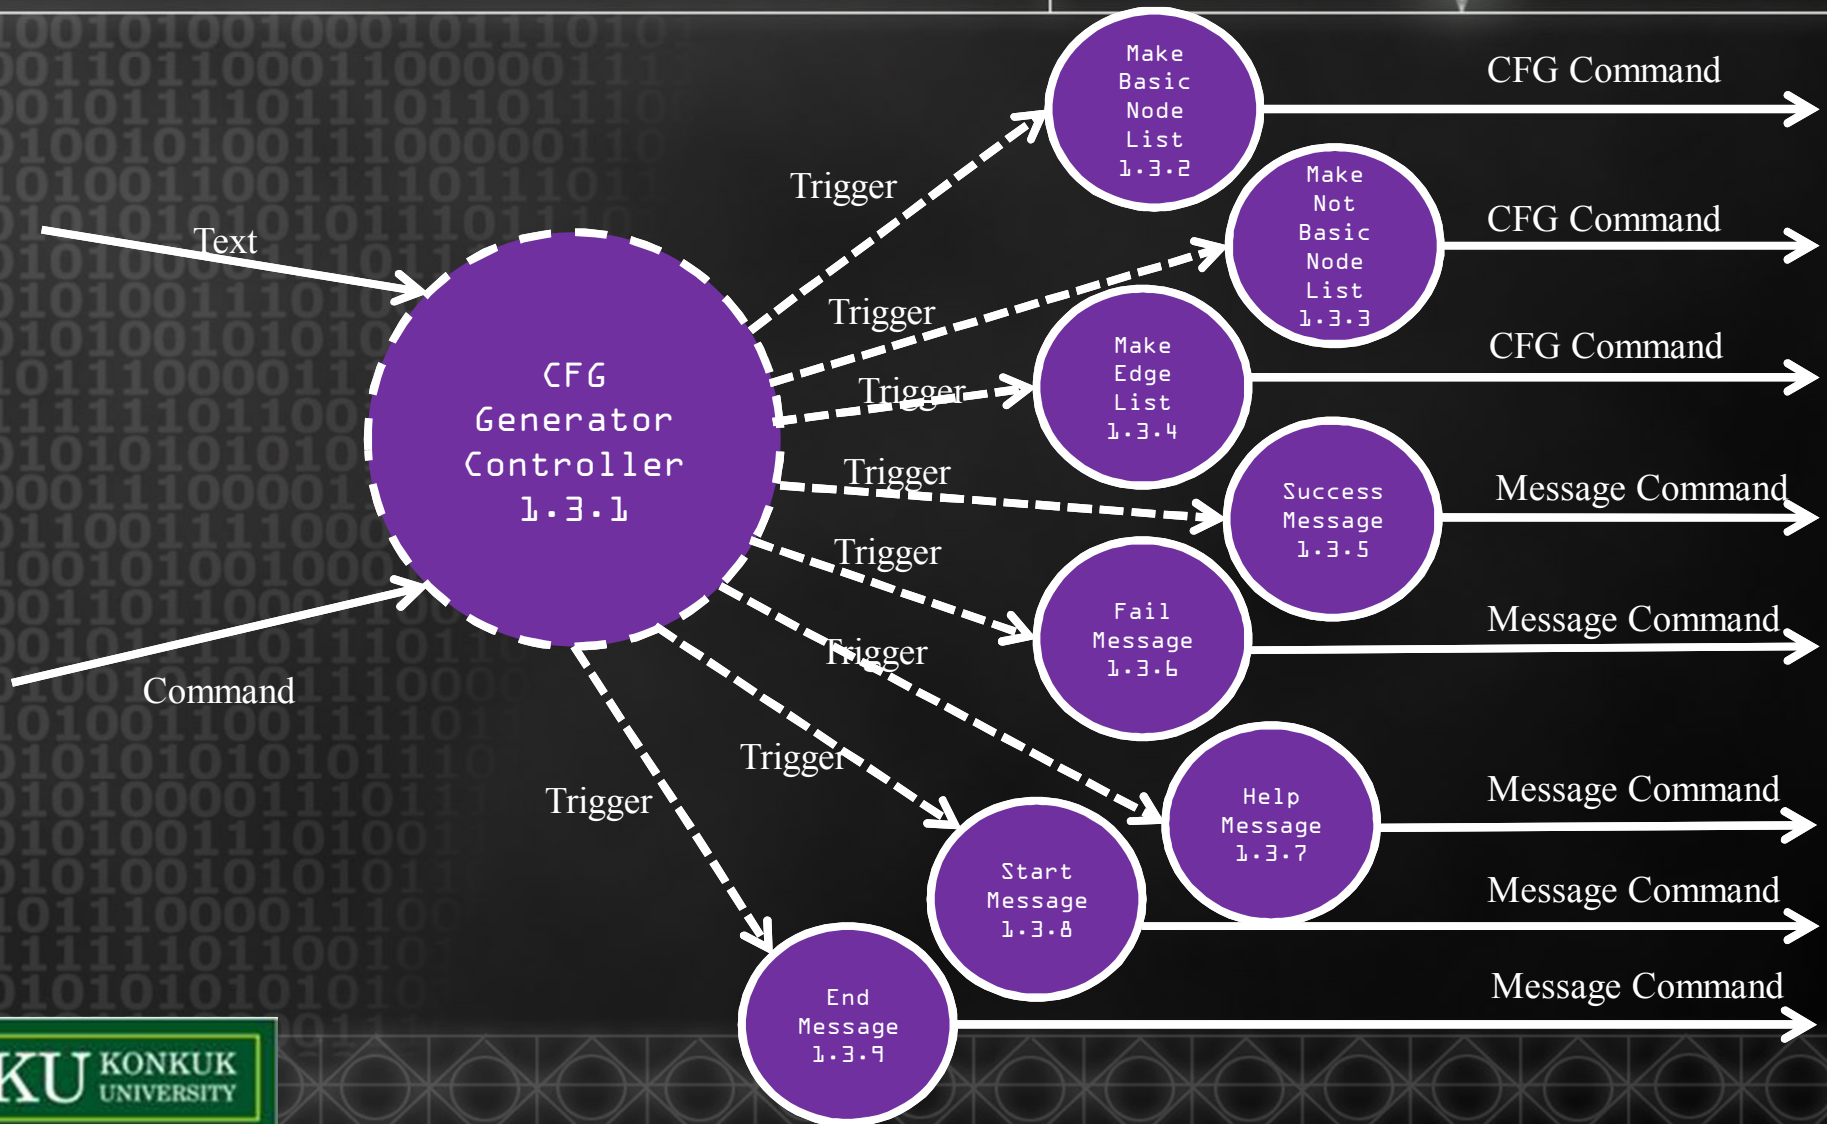 Make
Basic
Node
List
1.3.2
CFG Command
Make
Not
Basic
Node
List
1.3.3
CFG Command
Trigger
Text
Trigger
Make
Edge
List
1.3.4
CFG Command
Trigger
CFG
Generator
Controller
1.3.1
Trigger
Success
Message
1.3.5
Message Command
Trigger
Fail
Message
1.3.6
Message Command
Trigger
Command
Trigger
Help
Message
1.3.7
Message Command
Trigger
Start
Message
1.3.8
Message Command
End
Message
1.3.9
Message Command
KU KONKUK
UNIVERSITY